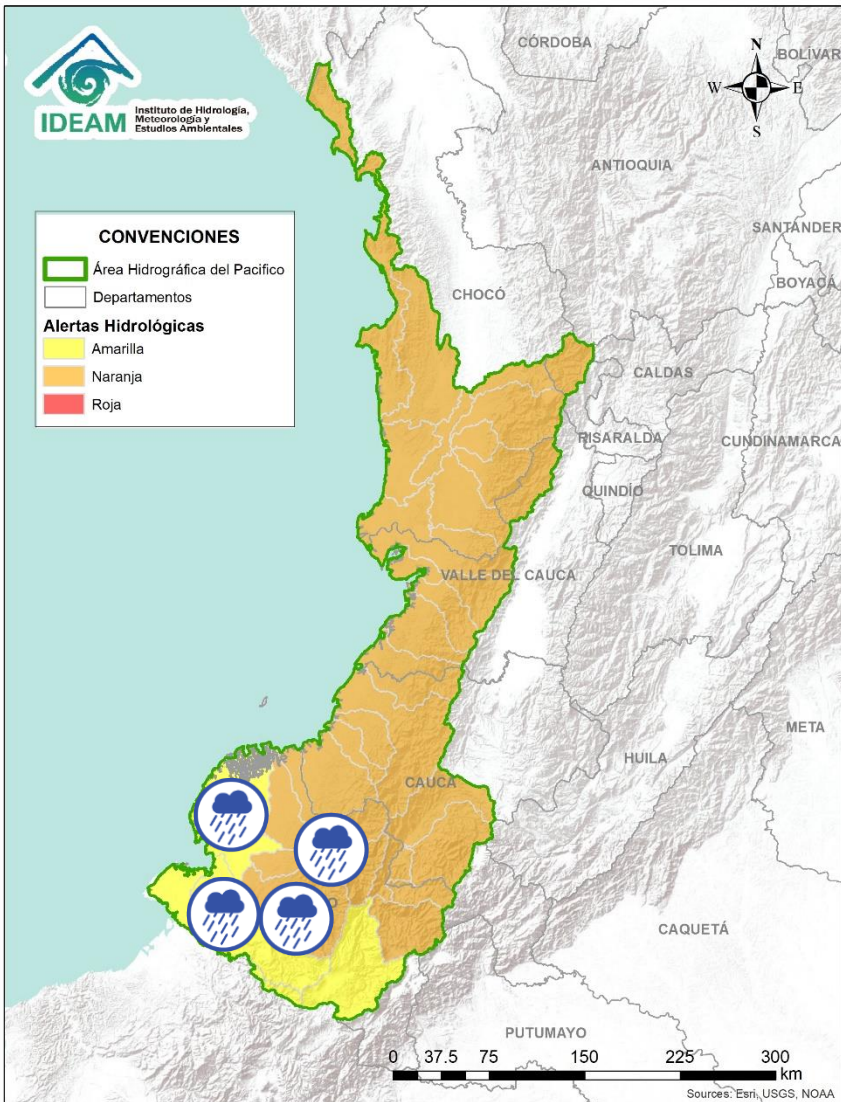 IDEAM
Instituto de Hidrología,
Meteorología y
Estudios Ambientales
CÓRDOBA
BOLÍVAR
N
W
E
S
ANTIOQUIA
SANTANDER
BOYACÁ
CONVENCIONES
Área Hidrográfica del Pacifico
Departamentos
Alertas Hidrológicas
Amarilla
Naranja
Roja
CHOCÓ
CALDAS
RISARALDA
CUNDINAMARCA
QUINDÍO
TOLIMA
VALLE DEL CAUCA
META
HUILA
CAUCA
O
CAQUETÁ
PUTUMAYO
0 37.5 75 150 225 300
km
Sources: Esri, USGS, NOAA